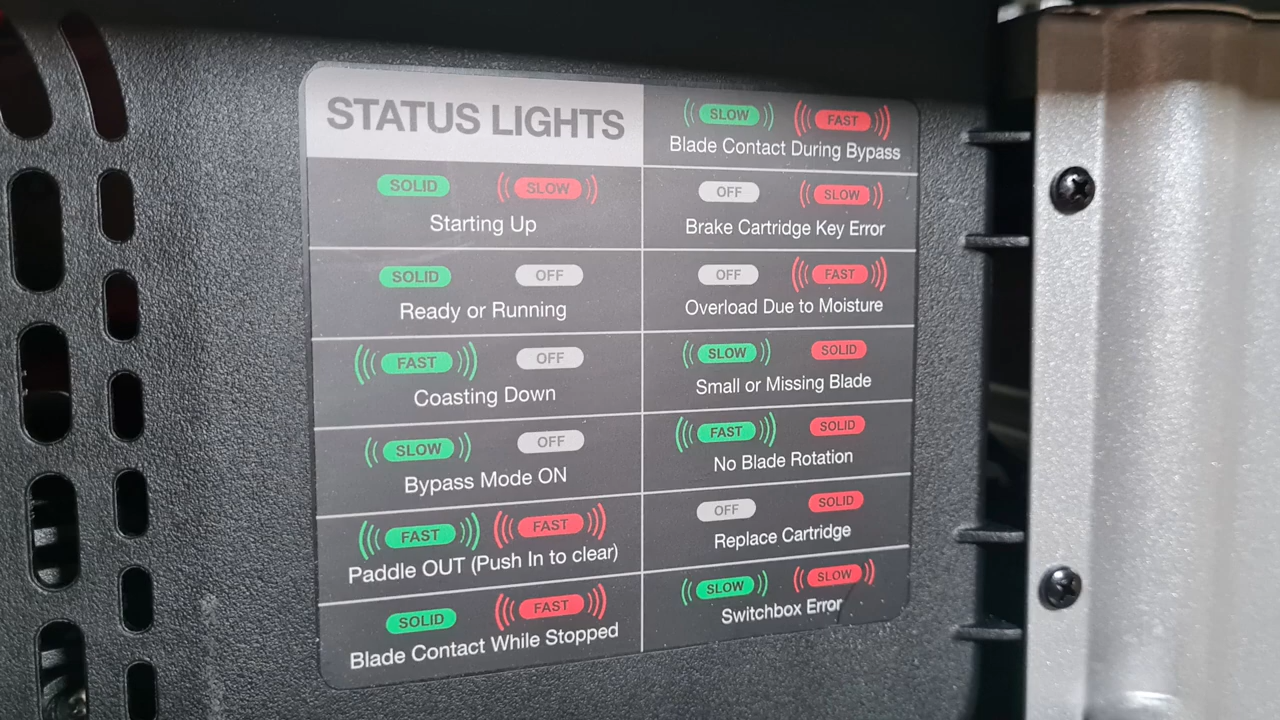 STATUS LIGHTS
SOLID SLOW
Starting Up
SOLID OFF
Ready or Running
FAST OFF
Coasting Down
SLOW OFF
Bypass Mode ON
FAST FAST
Paddle OUT (Push In to clear)
SOLID FAST
Blade Contact While Stopped
SLOW FAST
Blade Contact During Bypass
OFF SLOW
Brake Cartridge Key Error
OFF FAST
Overload Due to Moisture
SLOW SOLID
Small or Missing Blade
FAST SOLID
No Blade Rotation
OFF SOLID
Replace Cartridge
SLOW SLOW
Switchbox Error